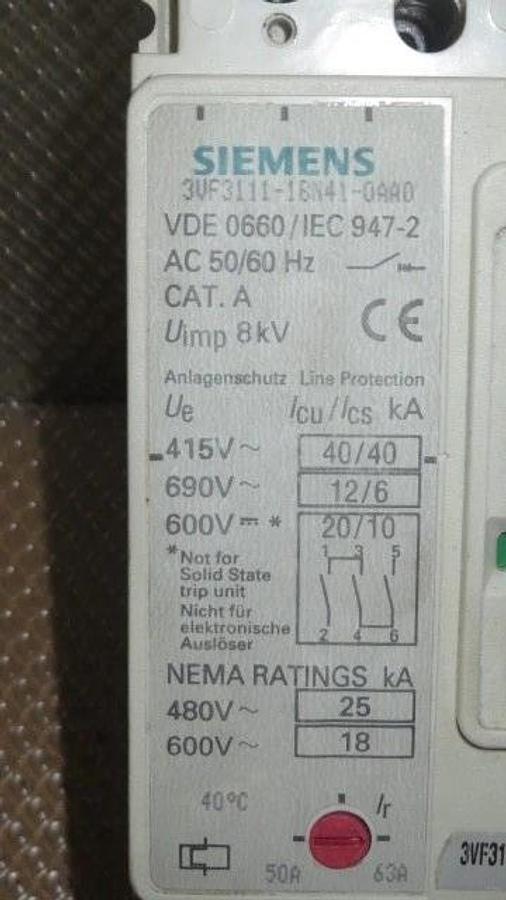 SIEMENS
3VF3111-1BN41-0AA0
VDE 0660/IEC 947-2
AC 50/60 Hz
CAT. A
Uimp 8kV CE
Anlagenschutz Line Protection
Ue Icu/Ics kA
415V~ 40/40
690V~ 12/6
600V⎓ * 20/10
1 3 5
*Not for
Solid State
trip unit
Nicht für
elektronische
Auslöser
2 4 6
NEMA RATINGS kA
480V~ 25
600V~ 18
40°C Ir
50A 63A
3VF31